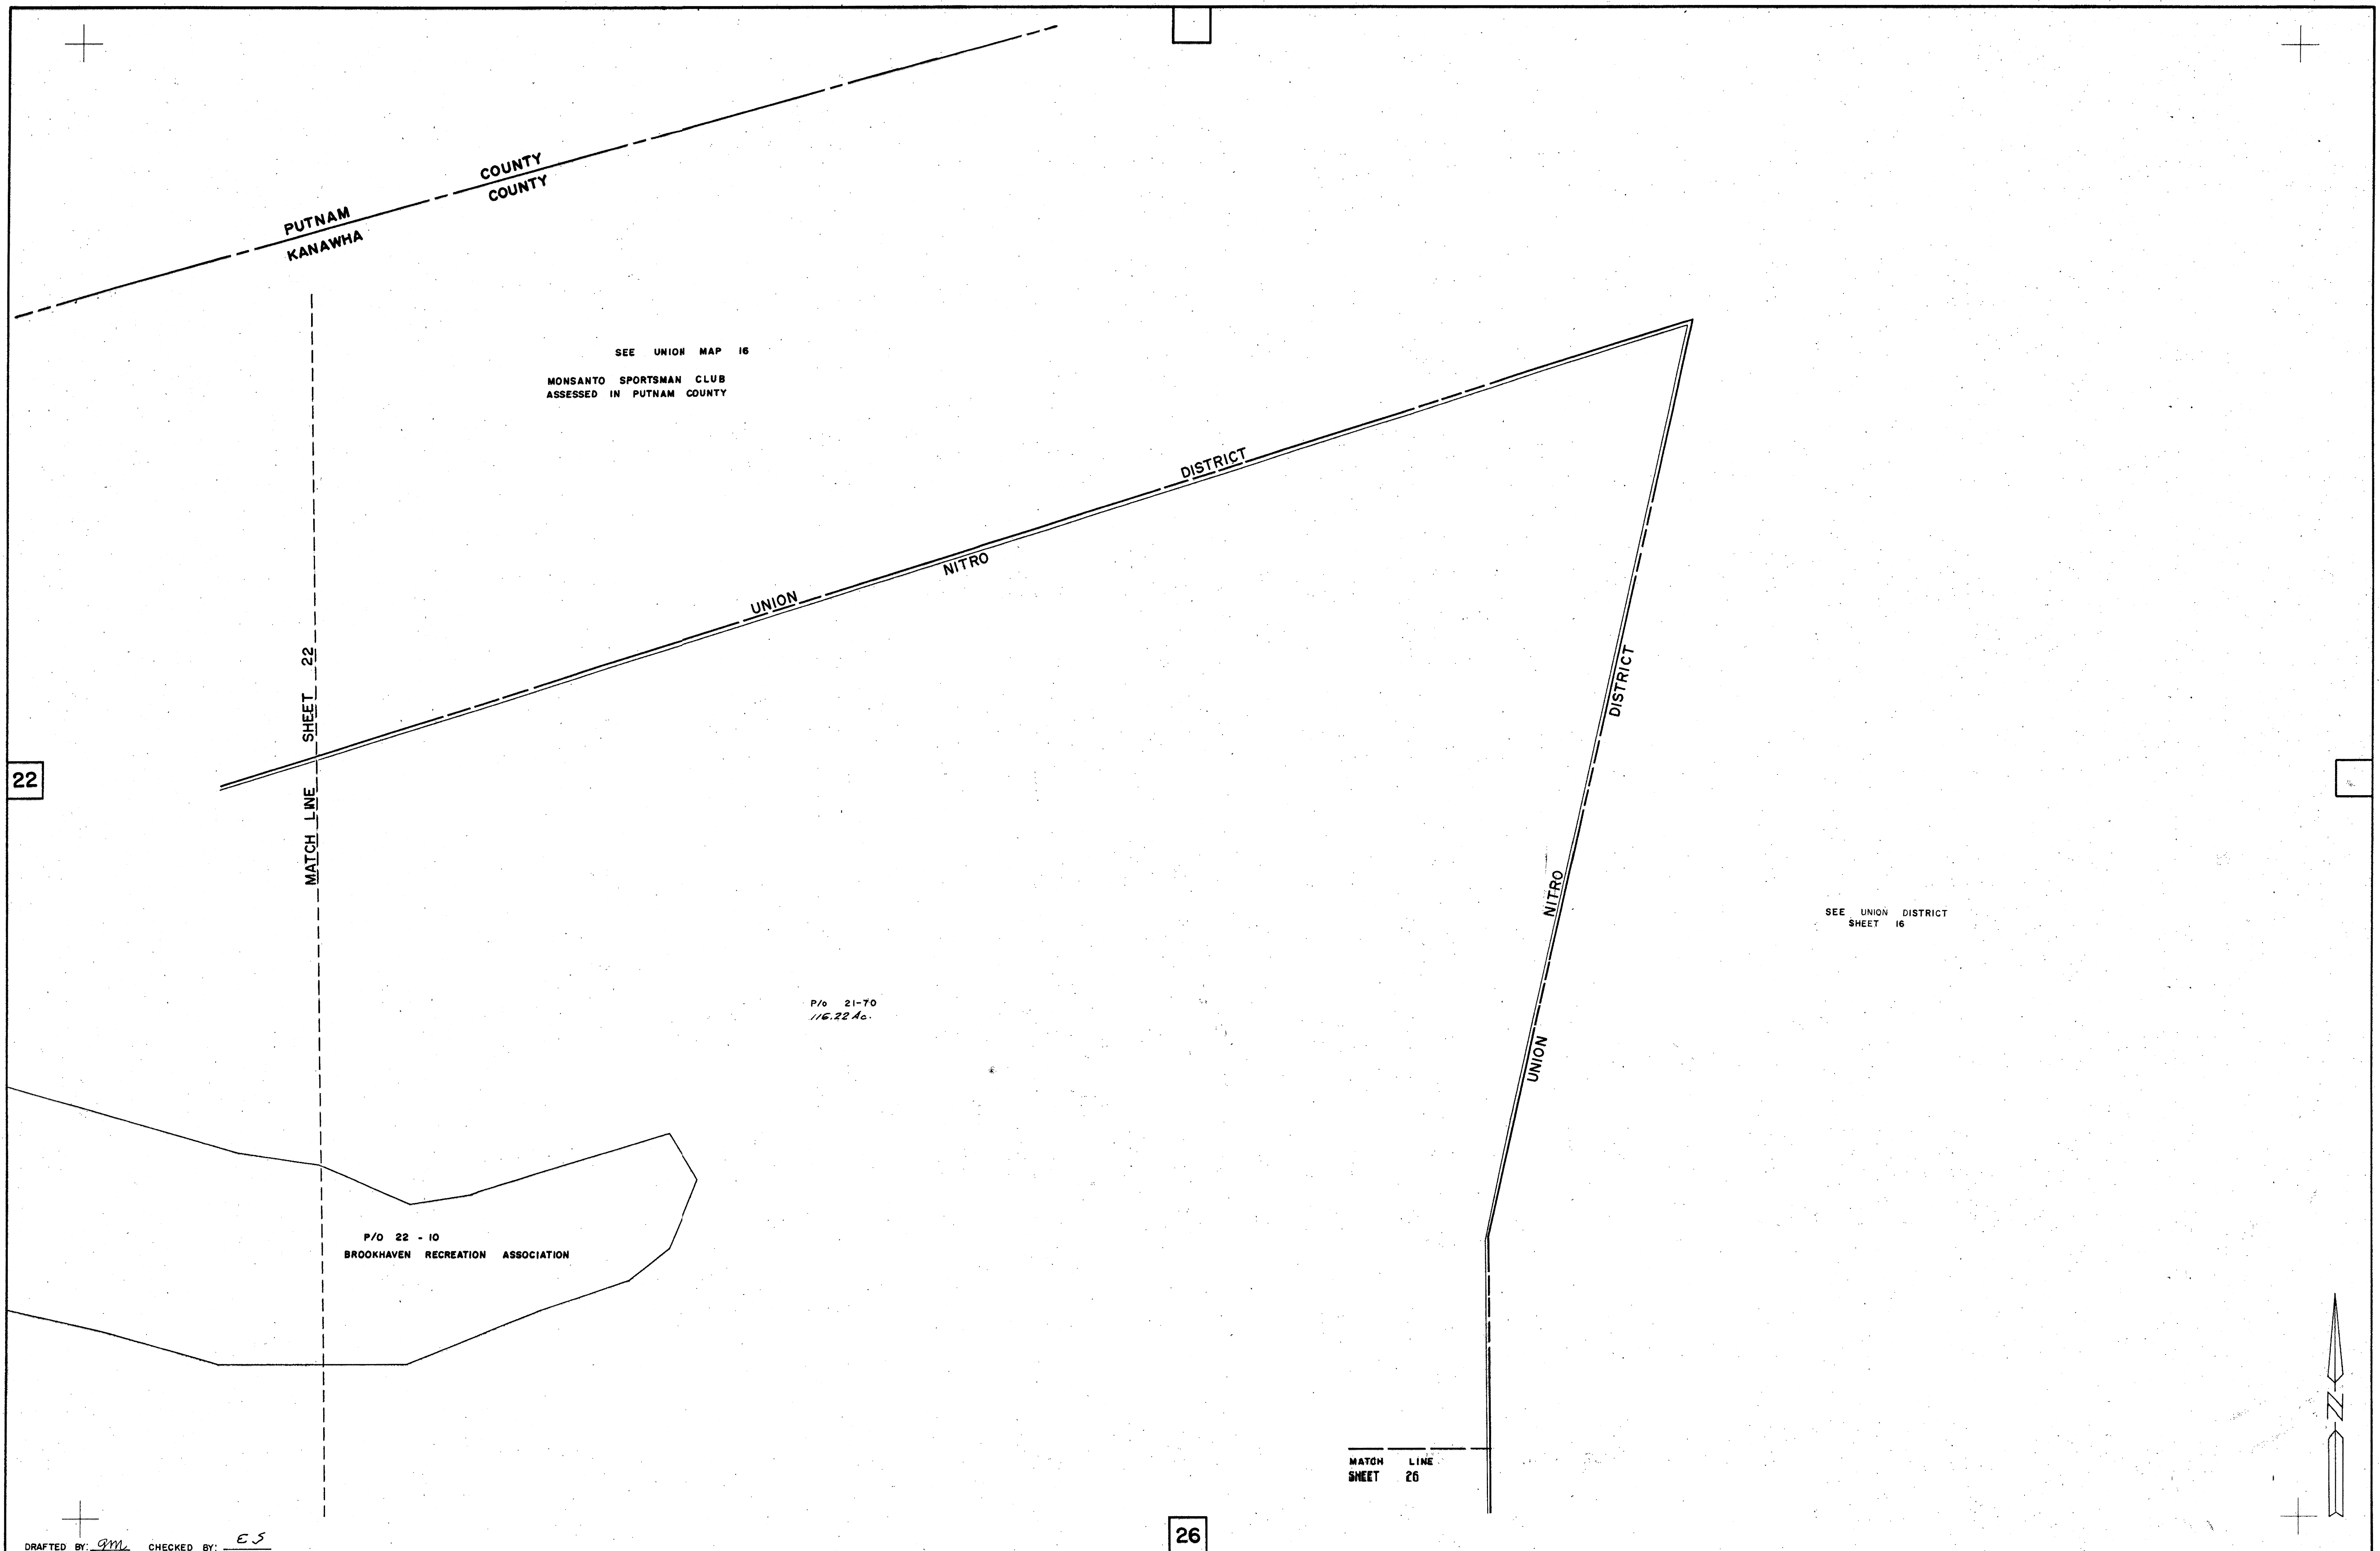 PUTNAM COUNTY
KANAWHA COUNTY
SEE UNION MAP 16
MONSANTO SPORTSMAN CLUB
ASSESSED IN PUTNAM COUNTY
UNION DISTRICT
NITRO
MATCH LINE SHEET 22
22
UNION NITRO DISTRICT
SEE UNION DISTRICT
SHEET 16
P/o 21-70
116.22 Ac.
P/O 22 - 10
BROOKHAVEN RECREATION ASSOCIATION
N
MATCH LINE
SHEET 26
26
DRAFTED BY: gm CHECKED BY: ES